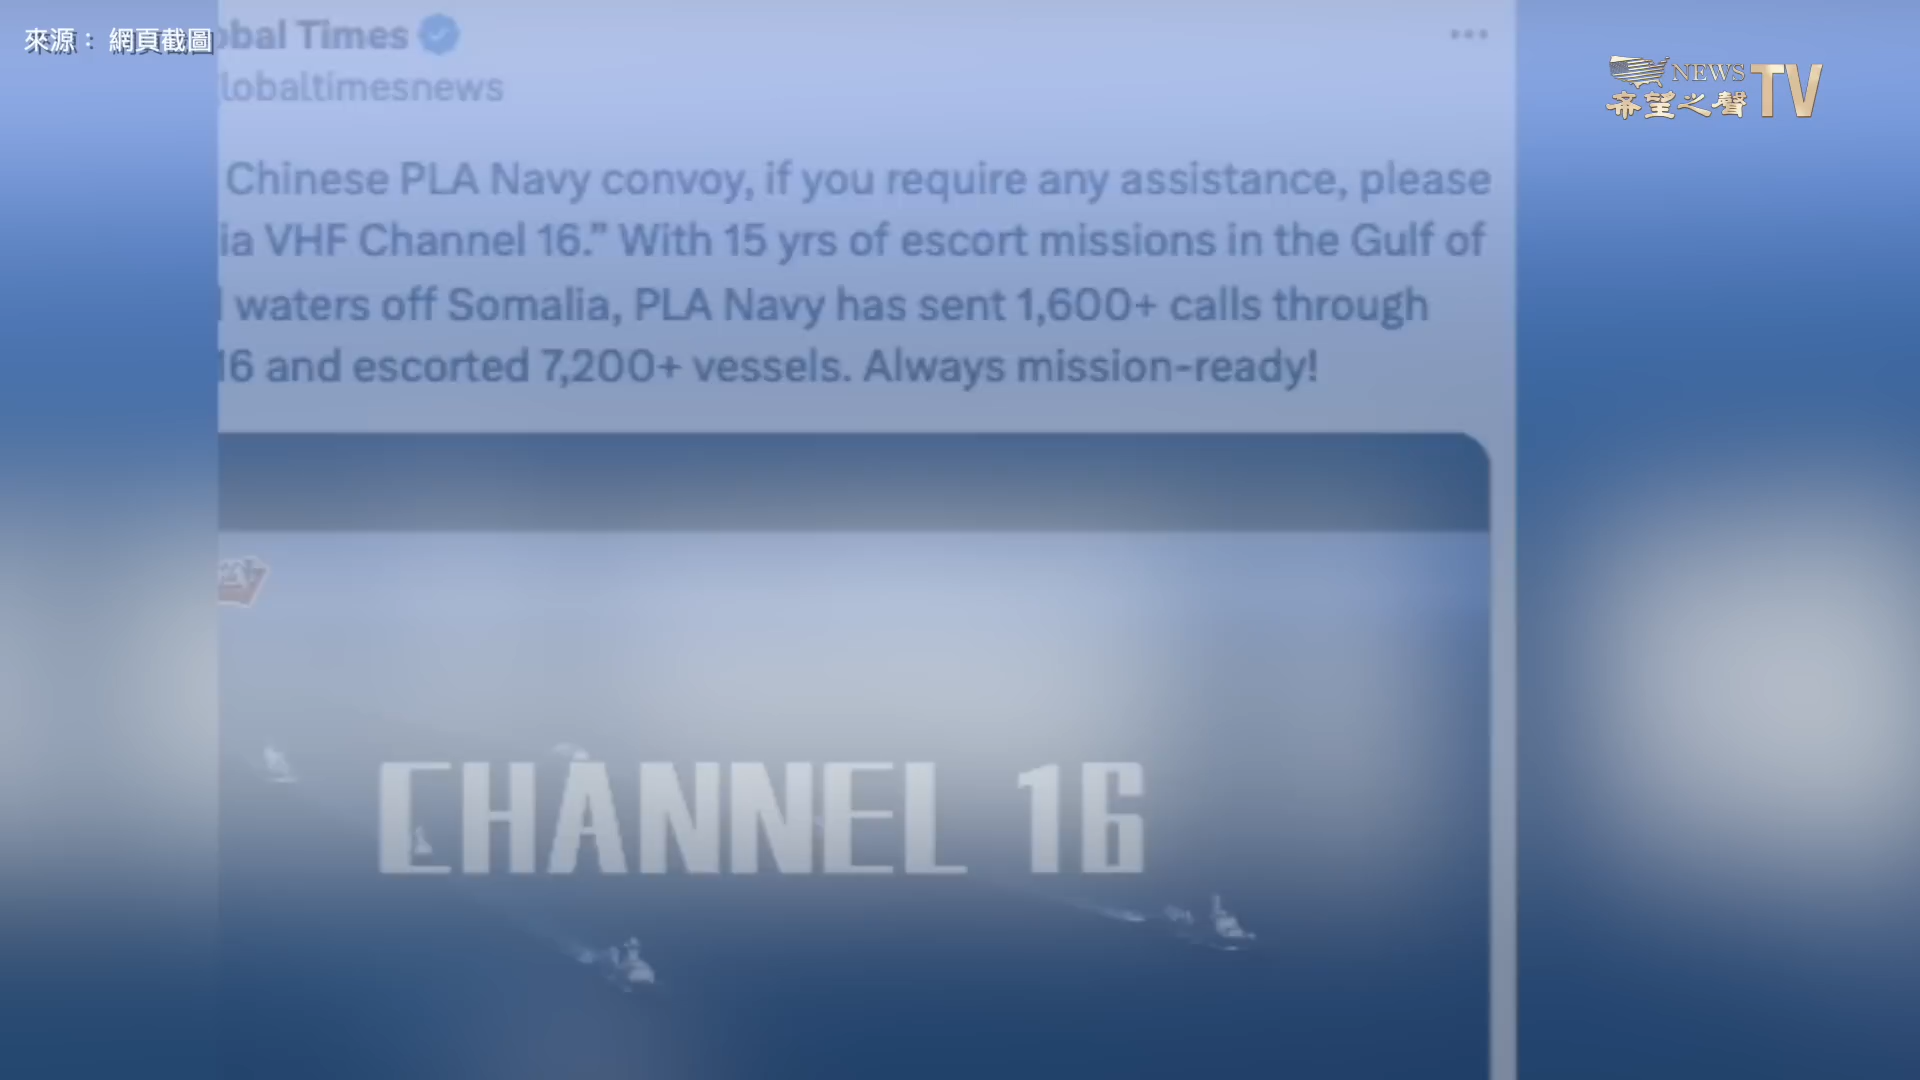 來源： 網頁截圖
obal Times
lobaltimesnews
NEWS
希望之聲
TV
Chinese PLA Navy convoy, if you require any assistance, please
ia VHF Channel 16.” With 15 yrs of escort missions in the Gulf of
waters off Somalia, PLA Navy has sent 1,600+ calls through
16 and escorted 7,200+ vessels. Always mission-ready!
CHANNEL 16